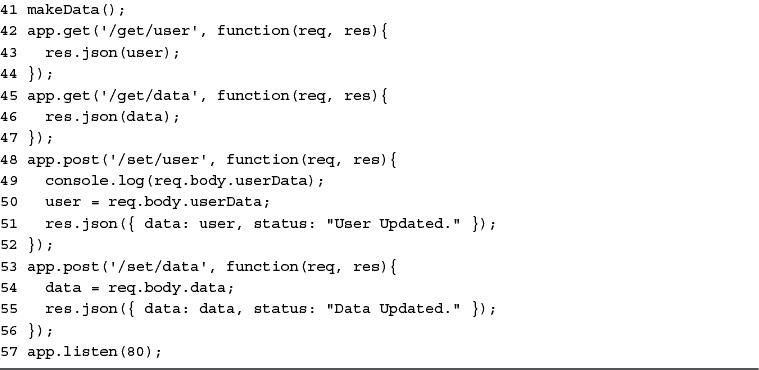 41 makeData();
42 app.get('/get/user', function(req, res){
43   res.json(user);
44 });
45 app.get('/get/data', function(req, res){
46   res.json(data);
47 });
48 app.post('/set/user', function(req, res){
49   console.log(req.body.userData);
50   user = req.body.userData;
51   res.json({ data: user, status: "User Updated." });
52 });
53 app.post('/set/data', function(req, res){
54   data = req.body.data;
55   res.json({ data: data, status: "Data Updated." });
56 });
57 app.listen(80);